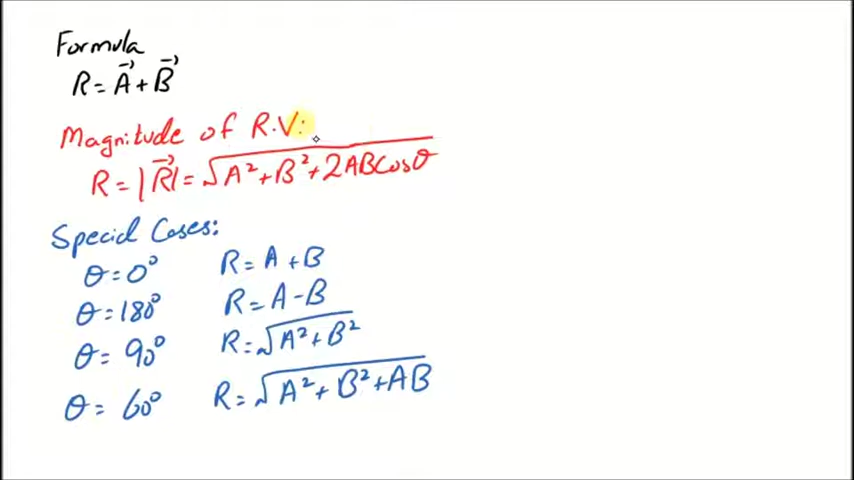 Formula
R = A⃗ + B⃗
Magnitude of R.V:
R = |R⃗| = √A² + B² + 2ABCosθ
Special Cases:
θ = 0° R = A + B
θ = 180° R = A - B
θ = 90° R = √A² + B²
θ = 60° R = √A² + B² + AB